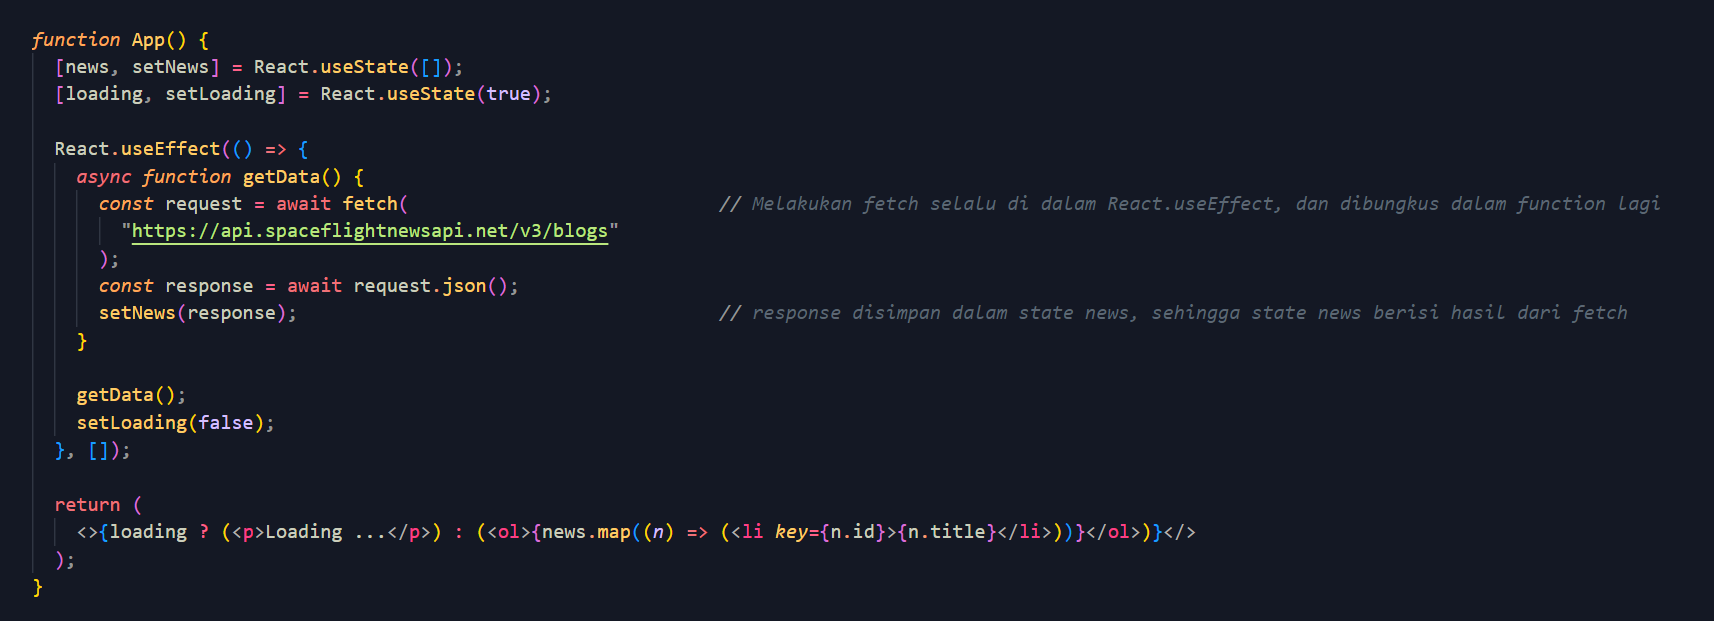 function App() {
  [news, setNews] = React.useState([]);
  [loading, setLoading] = React.useState(true);

  React.useEffect(() => {
    async function getData() {
      const request = await fetch( // Melakukan fetch selalu di dalam React.useEffect, dan dibungkus dalam function lagi
        "https://api.spaceflightnewsapi.net/v3/blogs"
      );
      const response = await request.json();
      setNews(response); // response disimpan dalam state news, sehingga state news berisi hasil dari fetch
    }

    getData();
    setLoading(false);
  }, []);

  return (
    <>{loading ? (<p>Loading ...</p>) : (<ol>{news.map((n) => (<li key={n.id}>{n.title}</li>))}</ol>)}</>
  );
}